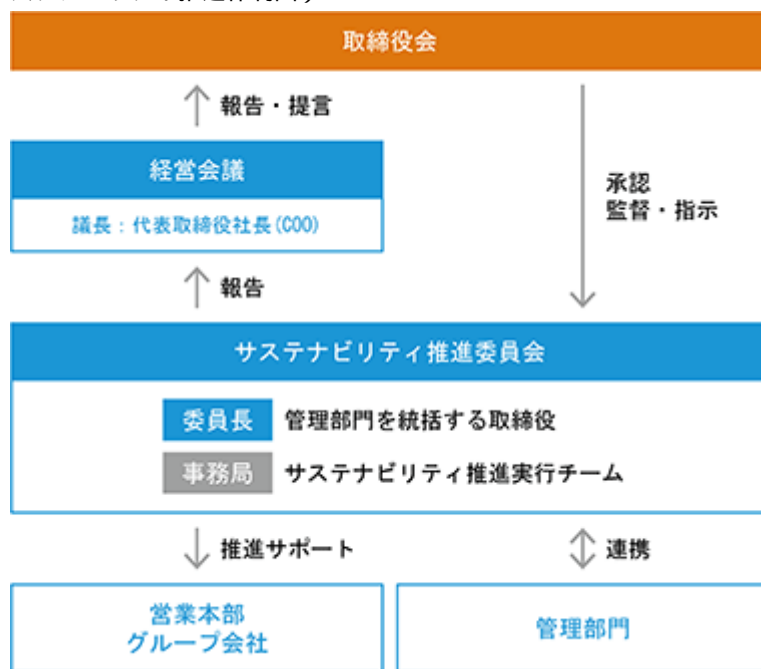 取締役会
報告・提言
経営会議
議長：代表取締役社長(COO)
承認
監督・指示
報告
サステナビリティ推進委員会
委員長 管理部門を統括する取締役
事務局 サステナビリティ推進実行チーム
推進サポート
連携
営業本部
グループ会社
管理部門